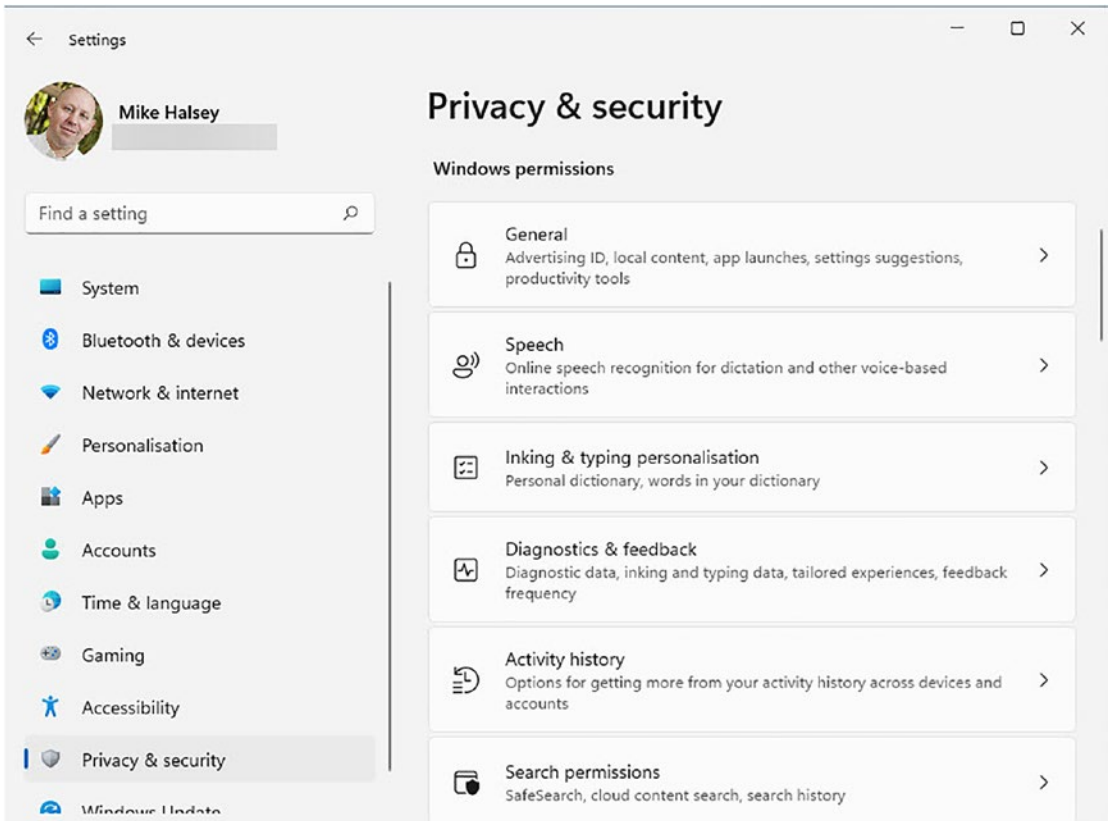 Settings
Mike Halsey
Find a setting
System
Bluetooth & devices
Network & internet
Personalisation
Apps
Accounts
Time & language
Gaming
Accessibility
Privacy & security
Windows Update
Privacy & security
Windows permissions
General
Advertising ID, local content, app launches, settings suggestions,
productivity tools
Speech
Online speech recognition for dictation and other voice-based
interactions
Inking & typing personalisation
Personal dictionary, words in your dictionary
Diagnostics & feedback
Diagnostic data, inking and typing data, tailored experiences, feedback
frequency
Activity history
Options for getting more from your activity history across devices and
accounts
Search permissions
SafeSearch, cloud content search, search history